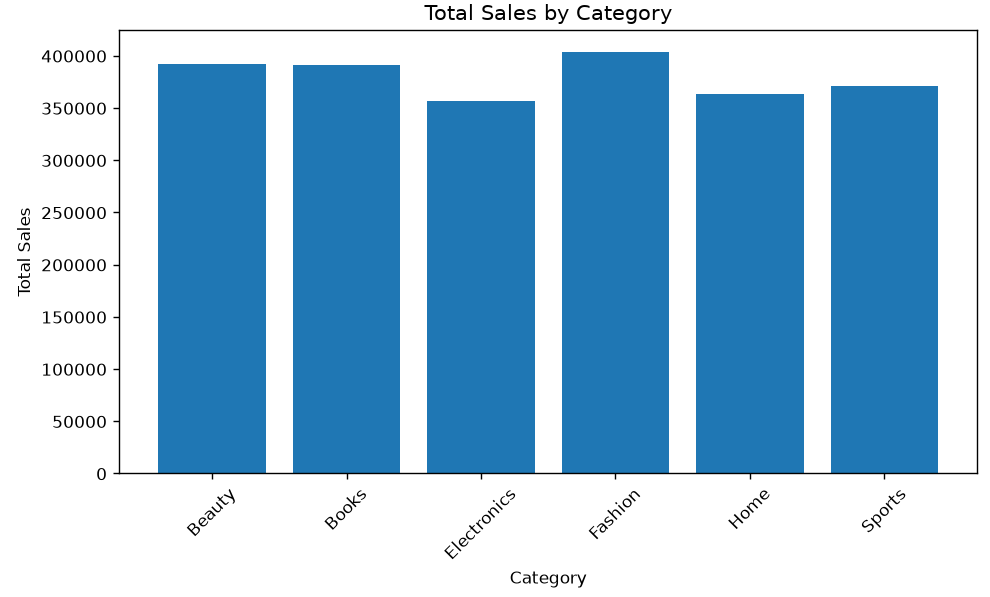 Total Sales by Category
Total Sales
400000
350000
300000
250000
200000
150000
100000
50000
0
Beauty
Books
Electronics
Fashion
Home
Sports
Category